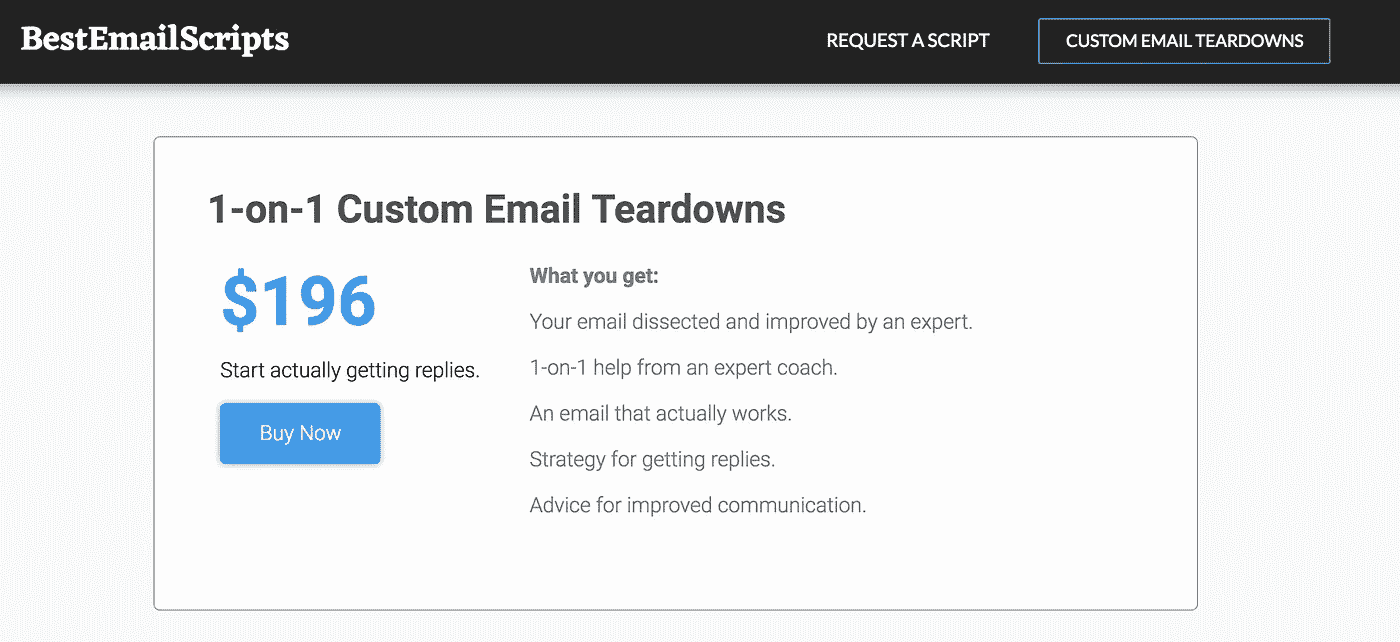 BestEmailScripts
REQUEST A SCRIPT
CUSTOM EMAIL TEARDOWNS
1-on-1 Custom Email Teardowns
$196
Start actually getting replies.
Buy Now
What you get:
Your email dissected and improved by an expert.
1-on-1 help from an expert coach.
An email that actually works.
Strategy for getting replies.
Advice for improved communication.